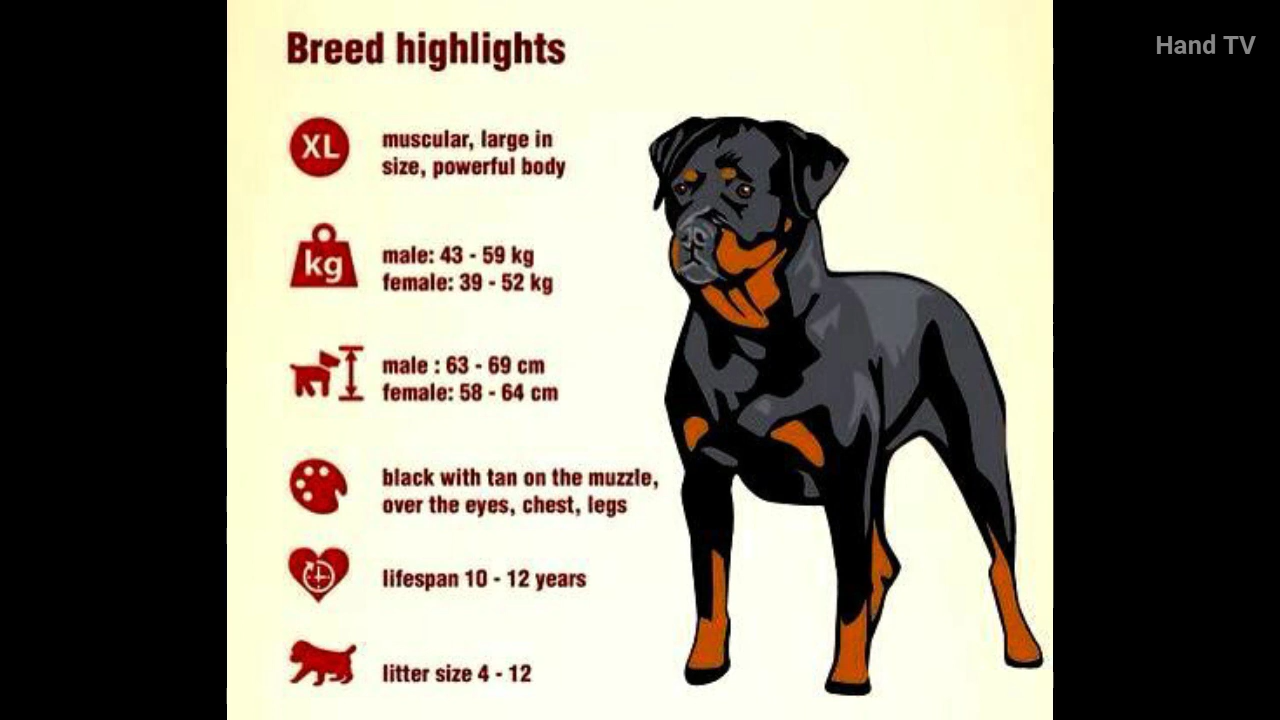 Breed highlights
Hand TV
XL
muscular, large in
size, powerful body
kg
male: 43 - 59 kg
female: 39 - 52 kg
male : 63 - 69 cm
female: 58 - 64 cm
black with tan on the muzzle,
over the eyes, chest, legs
lifespan 10 - 12 years
litter size 4 - 12